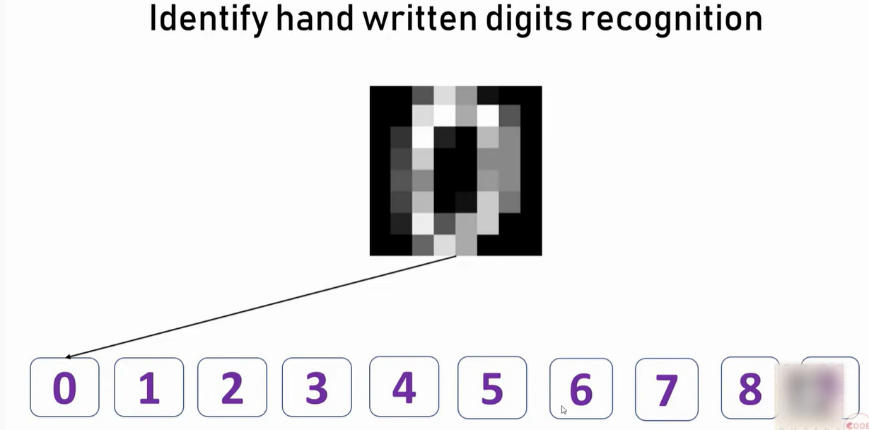 Identify hand written digits recognition
0 1 2 3 4 5 6 7 8